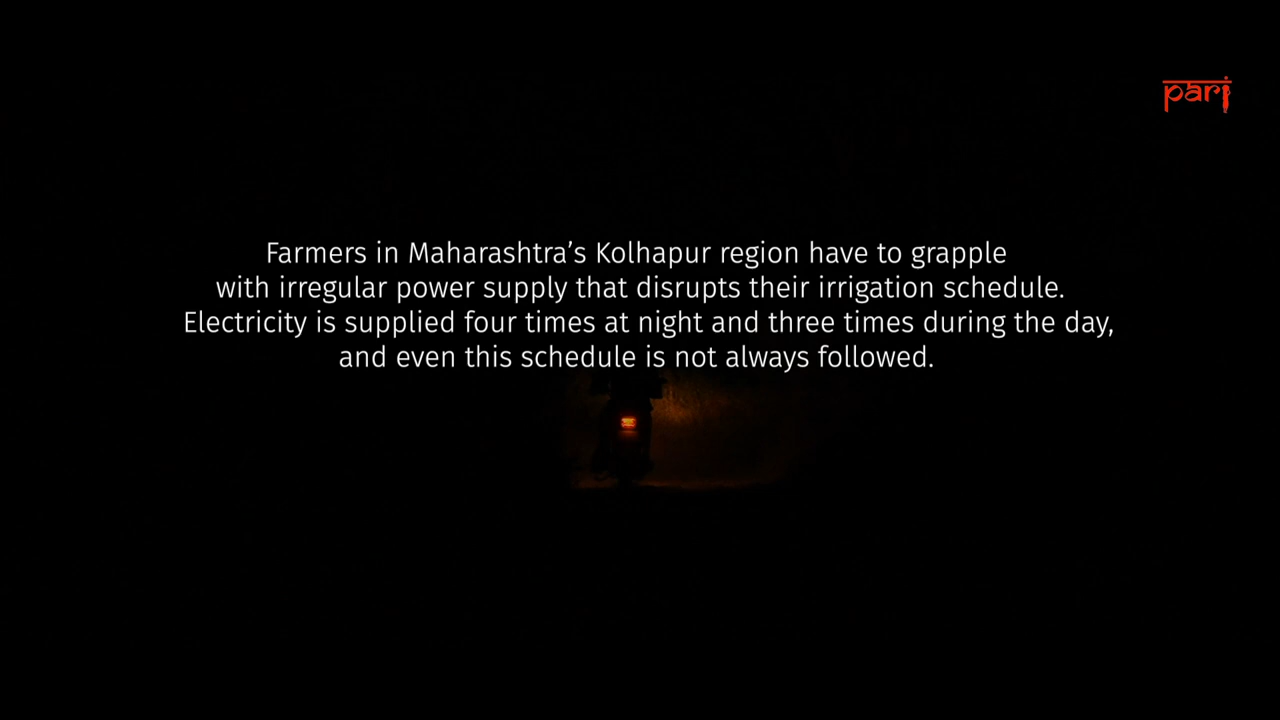 pari
Farmers in Maharashtra’s Kolhapur region have to grapple
with irregular power supply that disrupts their irrigation schedule.
Electricity is supplied four times at night and three times during the day,
and even this schedule is not always followed.